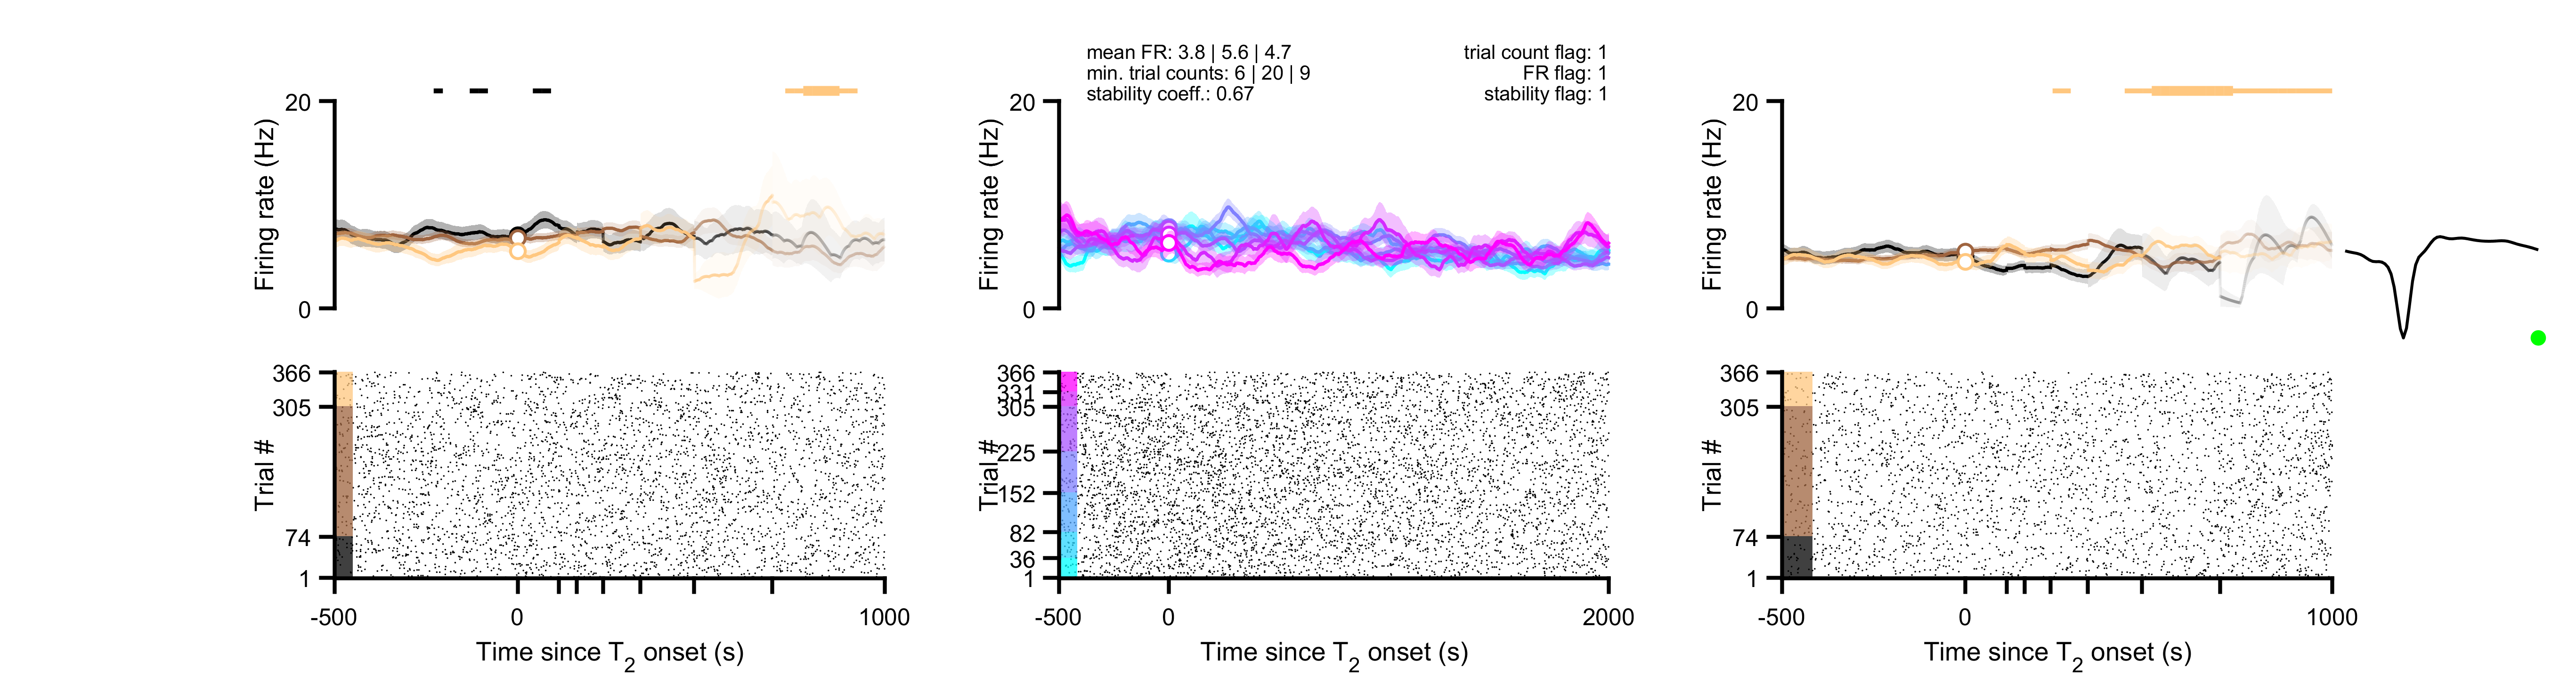 mean FR: 3.8 | 5.6 | 4.7
min. trial counts: 6 | 20 | 9
stability coeff.: 0.67
trial count flag: 1
FR flag: 1
stability flag: 1
20
Firing rate (Hz)
0
20
Firing rate (Hz)
0
20
Firing rate (Hz)
0
366
305
Trial #
74
1
-500
0
1000
Time since T2 onset (s)
366
331
305
Trial #
225
152
82
36
1
-500
0
2000
Time since T2 onset (s)
366
305
Trial #
74
1
-500
0
1000
Time since T2 onset (s)